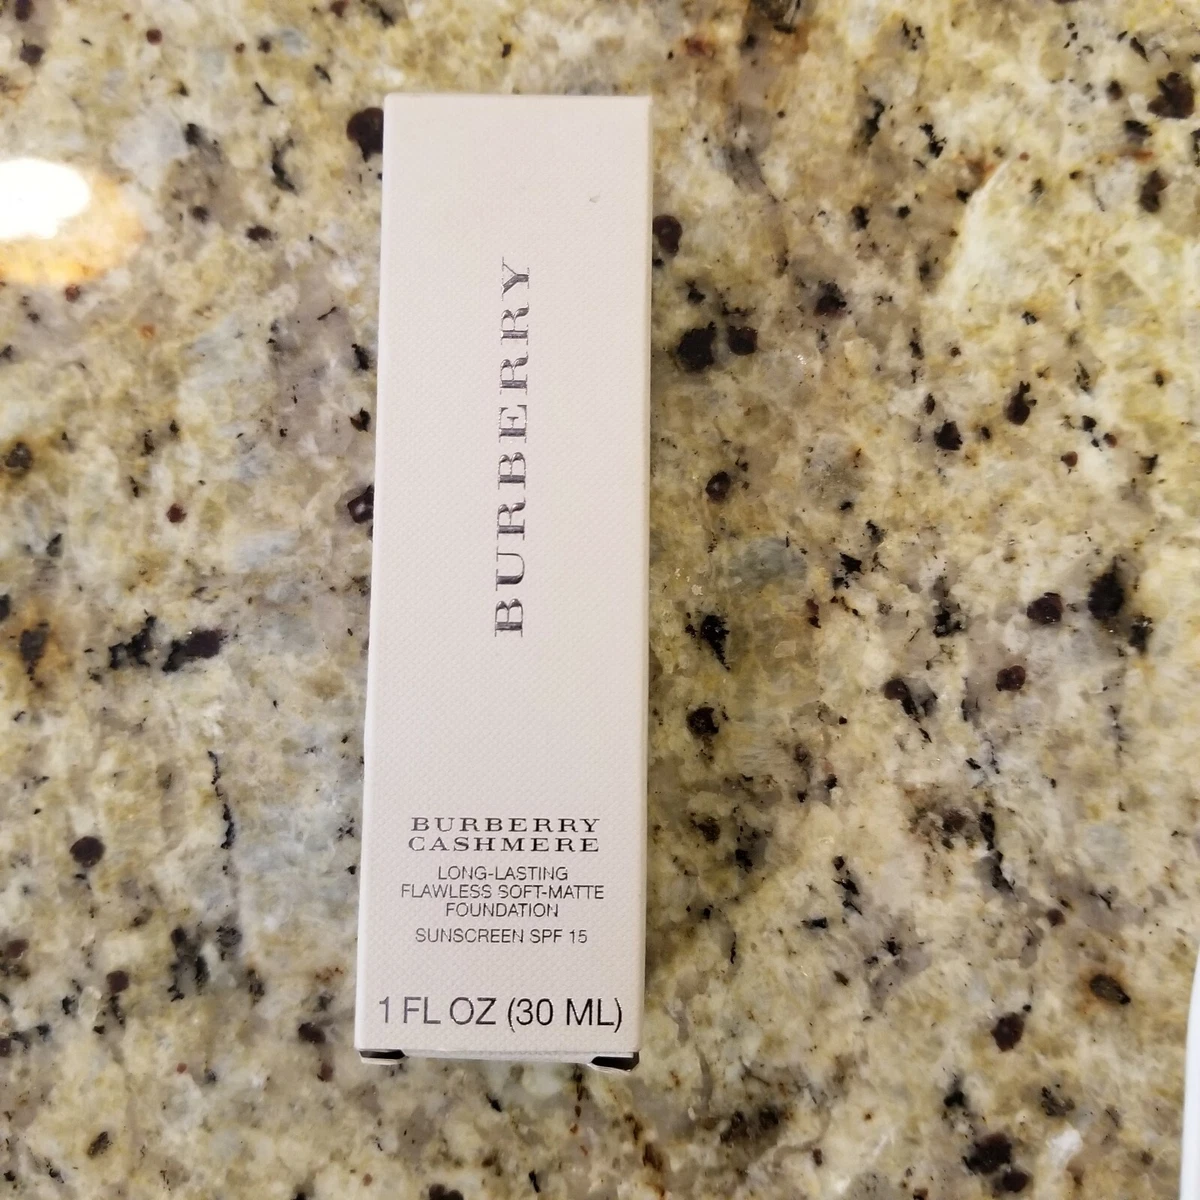 BURBERRY
BURBERRY
CASHMERE
LONG-LASTING
FLAWLESS SOFT-MATTE
FOUNDATION
SUNSCREEN SPF 15
1 FL OZ (30 ML)